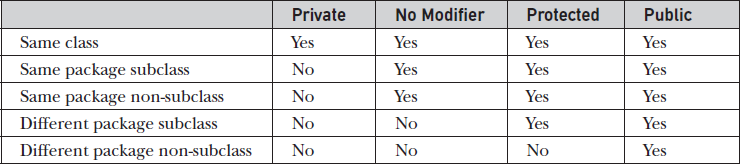 Private No Modifier Protected Public
Same class Yes Yes Yes Yes
Same package subclass No Yes Yes Yes
Same package non-subclass No Yes Yes Yes
Different package subclass No No Yes Yes
Different package non-subclass No No No Yes